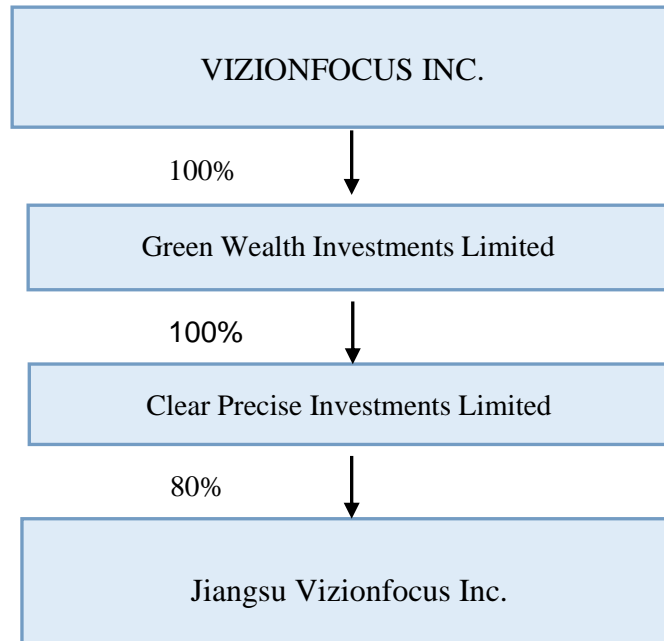 VIZIONFOCUS INC.
100%
Green Wealth Investments Limited
100%
Clear Precise Investments Limited
80%
Jiangsu Vizionfocus Inc.